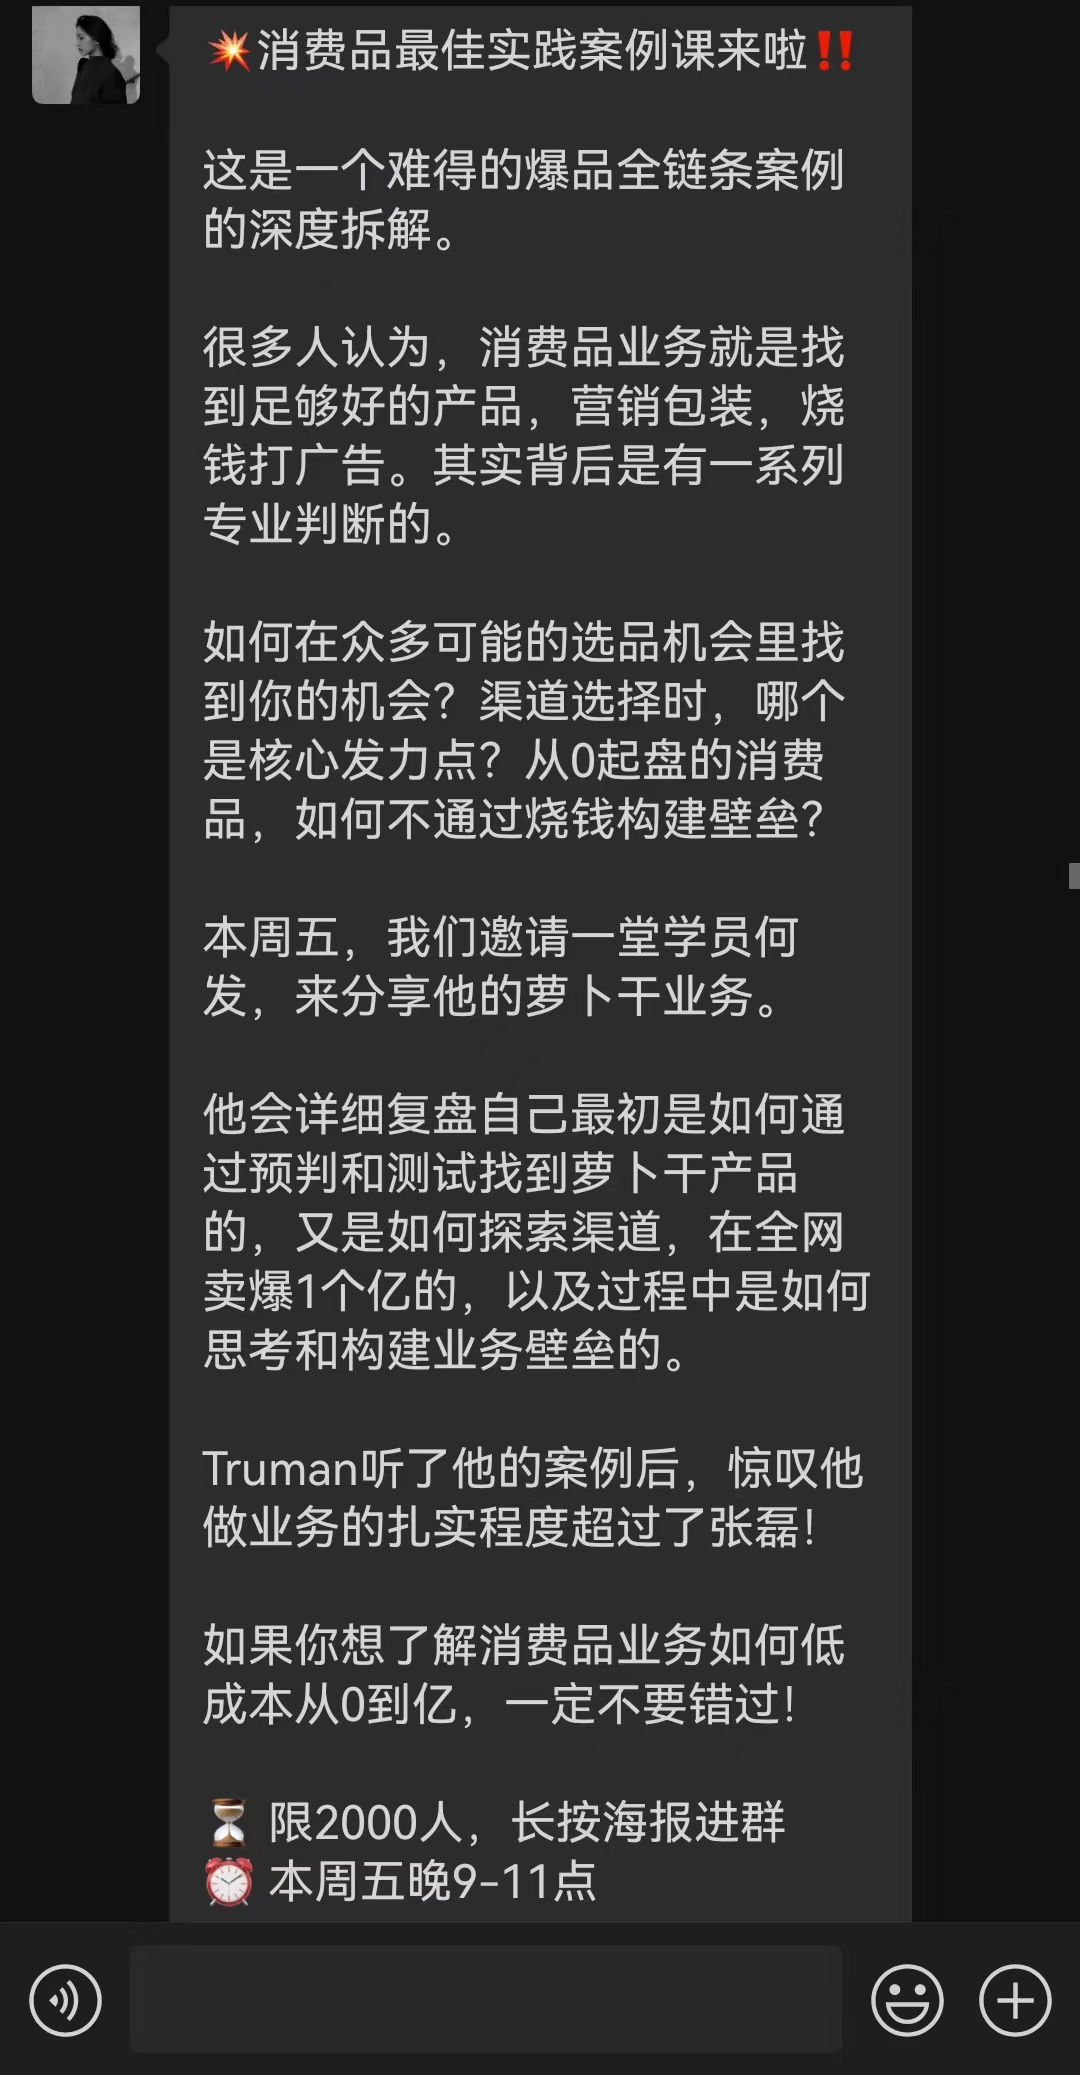 💥消费品最佳实践案例课来啦‼️
这是一个难得的爆品全链条案例
的深度拆解。
很多人认为，消费品业务就是找
到足够好的产品，营销包装，烧
钱打广告。其实背后是有一系列
专业判断的。
如何在众多可能的选品机会里找
到你的机会？渠道选择时，哪个
是核心发力点？从0起盘的消费
品，如何不通过烧钱构建壁垒？
本周五，我们邀请一堂学员何
发，来分享他的萝卜干业务。
他会详细复盘自己最初是如何通
过预判和测试找到萝卜干产品
的，又是如何探索渠道，在全网
卖爆1个亿的，以及过程中是如何
思考和构建业务壁垒的。
Truman听了他的案例后，惊叹他
做业务的扎实程度超过了张磊！
如果你想了解消费品业务如何低
成本从0到亿，一定不要错过！
⏳ 限2000人，长按海报进群
⏰ 本周五晚9-11点